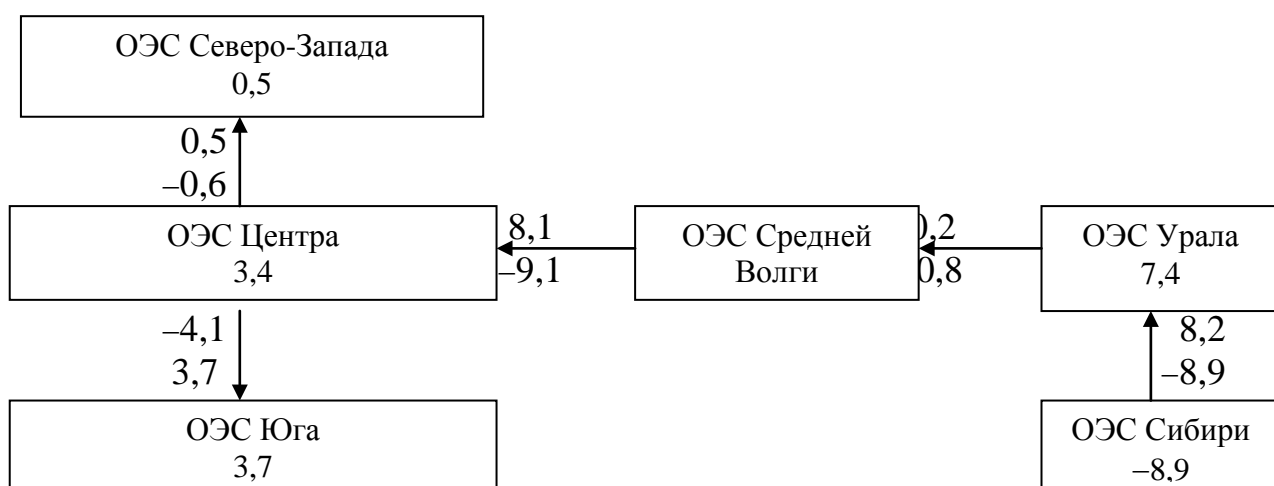 ОЭС Северо-Запада
0,5
0,5
–0,6
ОЭС Центра
3,4
8,1
–9,1
ОЭС Средней
Волги
0,2
0,8
ОЭС Урала
7,4
–4,1
3,7
8,2
–8,9
ОЭС Юга
3,7
ОЭС Сибири
–8,9